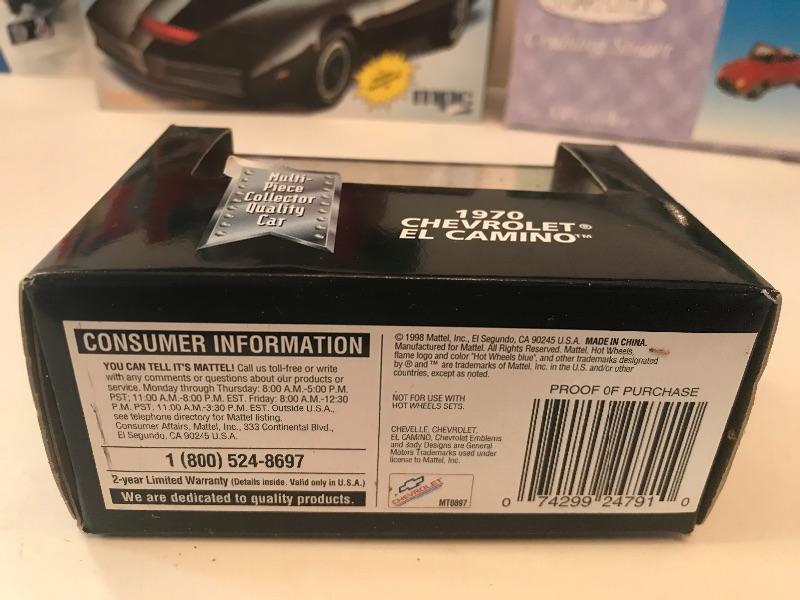 mpc
Multi-
Piece
Collector
Quality
Car
1970
CHEVROLET®
EL CAMINO™
CONSUMER INFORMATION
YOU CAN TELL IT'S MATTEL! Call us toll-free or write
with any comments or questions about our products or
service. Monday through Thursday: 8:00 A.M.-5:00 P.M.
PST; 11:00 A.M.-8:00 P.M. EST. Friday: 8:00 A.M.-12:30
P.M. PST, 11:00 A.M.-3:30 P.M. EST. Outside U.S.A.,
see telephone directory for Mattel listing.
Consumer Affairs, Mattel, Inc., 333 Continental Blvd.,
El Segundo, CA 90245 U.S.A.
1 (800) 524-8697
2-year Limited Warranty (Details inside. Valid only in U.S.A.)
We are dedicated to quality products.
© 1998 Mattel, Inc., El Segundo, CA 90245 U.S.A. MADE IN CHINA.
Manufactured for Mattel. All Rights Reserved. Mattel, Hot Wheels,
flame logo and color "Hot Wheels blue", and other trademarks designated
by ® and ™ are trademarks of Mattel, Inc. in the U.S. and/or other
countries, except as noted.
NOT FOR USE WITH
HOT WHEELS SETS.
CHEVELLE, CHEVROLET,
EL CAMINO, Chevrolet Emblems
and Body Designs are General
Motors Trademarks used under
license to Mattel, Inc.
CHEVROLET
MT0897
PROOF OF PURCHASE
0 74299 24791 0